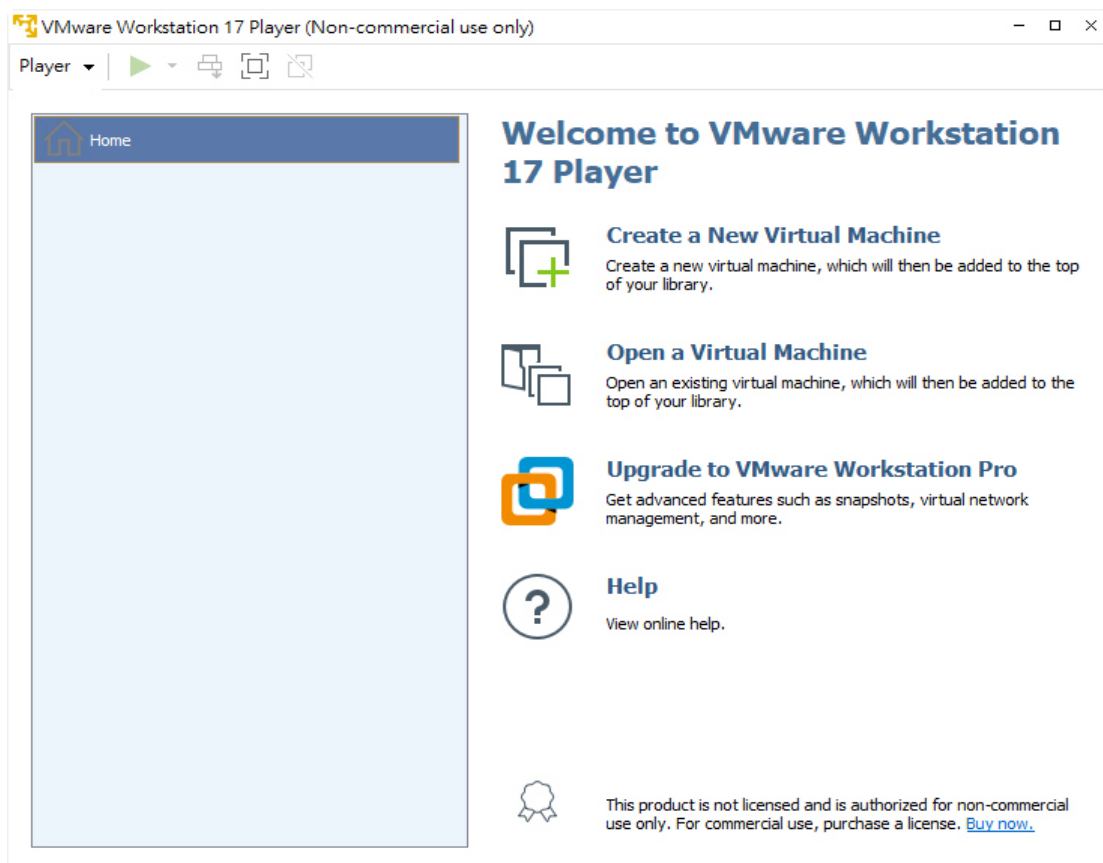 VMware Workstation 17 Player (Non-commercial use only)
Player
Home
Welcome to VMware Workstation
17 Player
Create a New Virtual Machine
Create a new virtual machine, which will then be added to the top
of your library.
Open a Virtual Machine
Open an existing virtual machine, which will then be added to the
top of your library.
Upgrade to VMware Workstation Pro
Get advanced features such as snapshots, virtual network
management, and more.
?
Help
View online help.
This product is not licensed and is authorized for non-commercial
use only. For commercial use, purchase a license. Buy now.